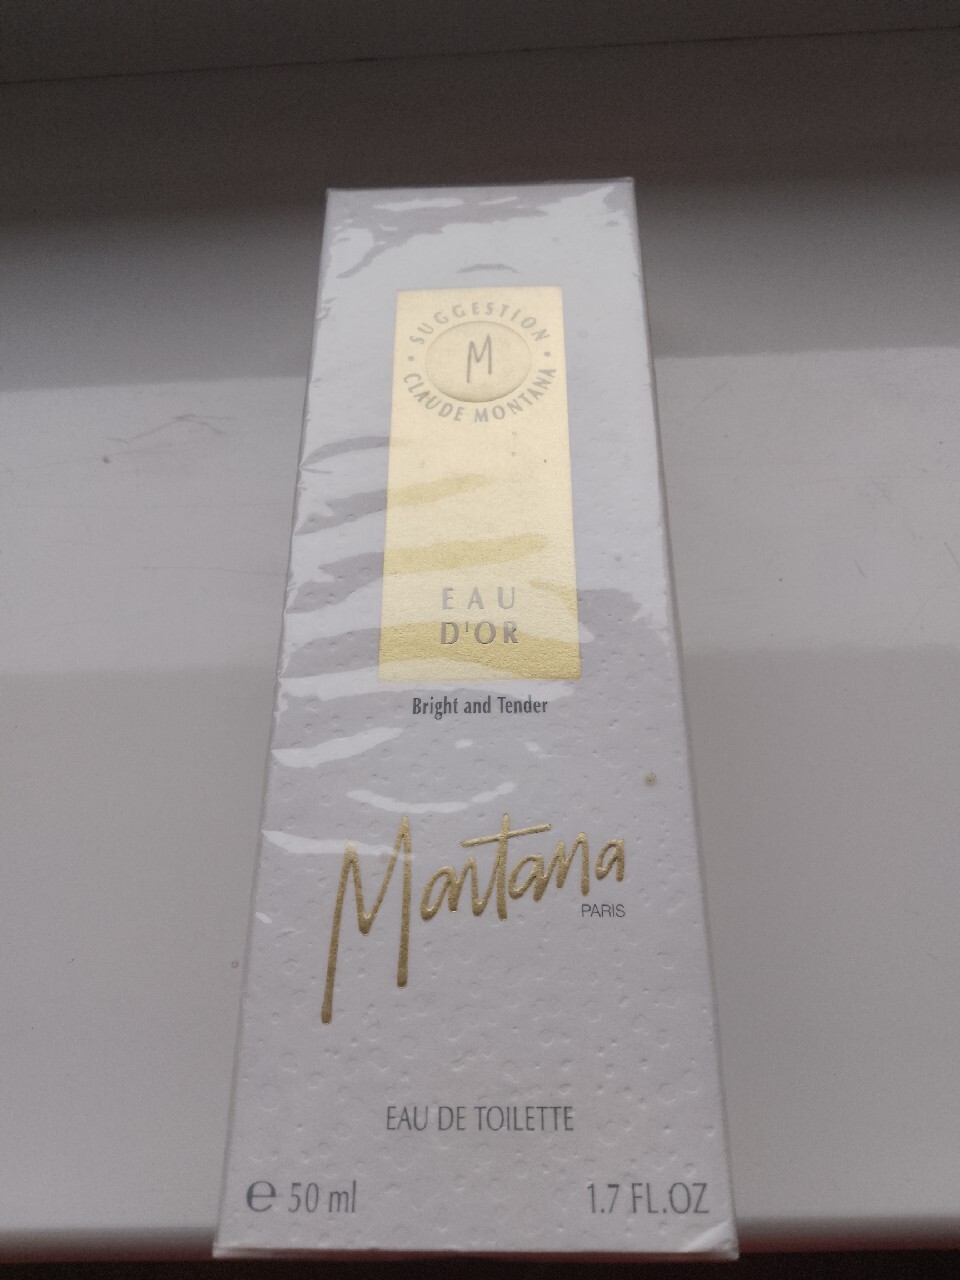 SUGGESTION
M
CLAUDE MONTANA
EAU
D'OR
Bright and Tender
Montana
PARIS
EAU DE TOILETTE
e 50 ml
1.7 FL.OZ